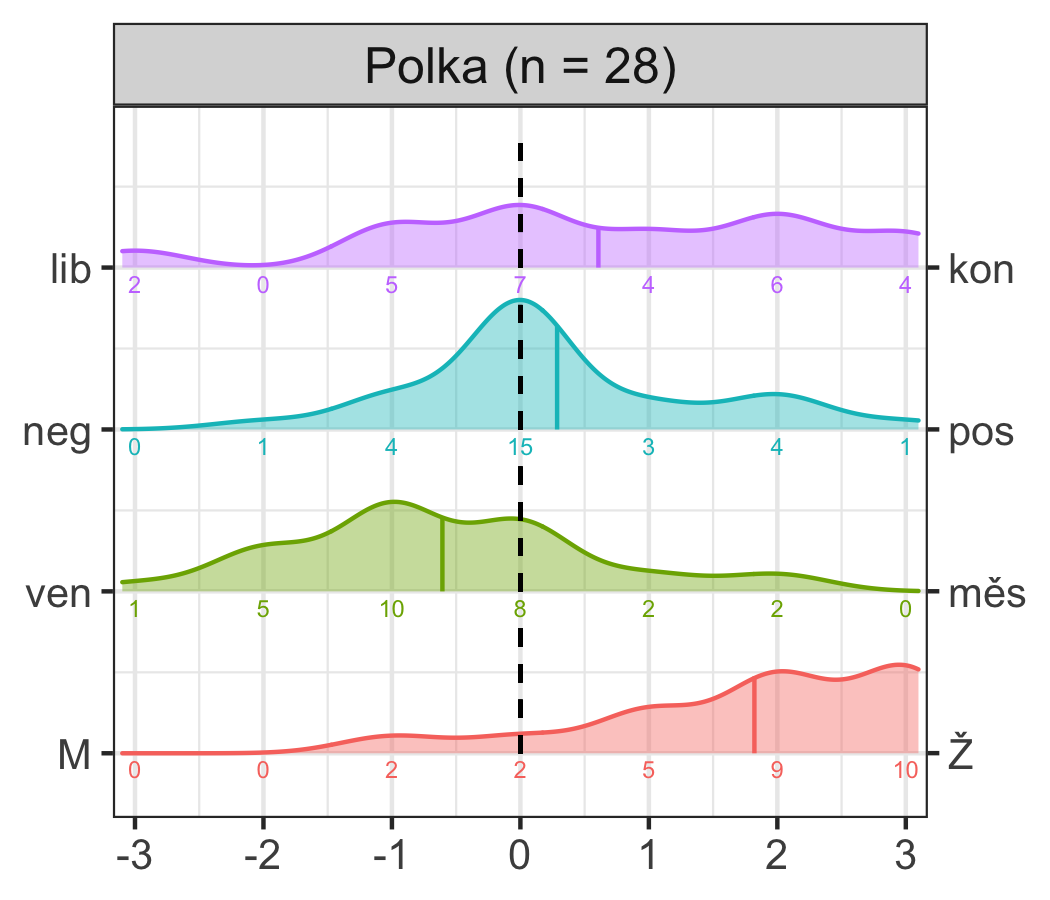 Polka (n = 28)
lib kon
2 0 5 7 4 6 4
neg pos
0 1 4 15 3 4 1
ven měs
1 5 10 8 2 2 0
M Ž
0 0 2 2 5 9 10
-3 -2 -1 0 1 2 3